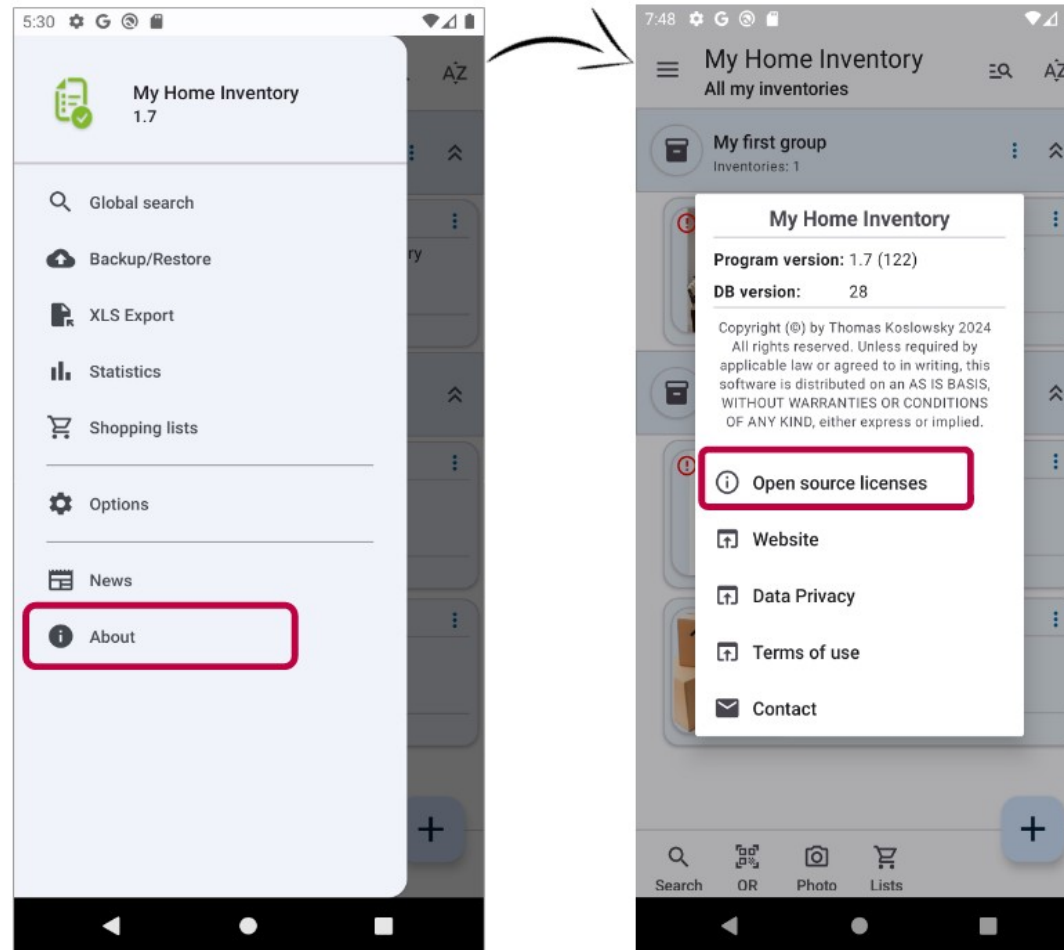 5:30
My Home Inventory
1.7
Global search
Backup/Restore
XLS Export
Statistics
Shopping lists
Options
News
About
AZ
ry
7:48
My Home Inventory
All my inventories
AZ
My first group
Inventories: 1
My Home Inventory
Program version: 1.7 (122)
DB version: 28
Copyright (©) by Thomas Koslowsky 2024
All rights reserved. Unless required by
applicable law or agreed to in writing, this
software is distributed on an AS IS BASIS,
WITHOUT WARRANTIES OR CONDITIONS
OF ANY KIND, either express or implied.
Open source licenses
Website
Data Privacy
Terms of use
Contact
Search QR Photo Lists